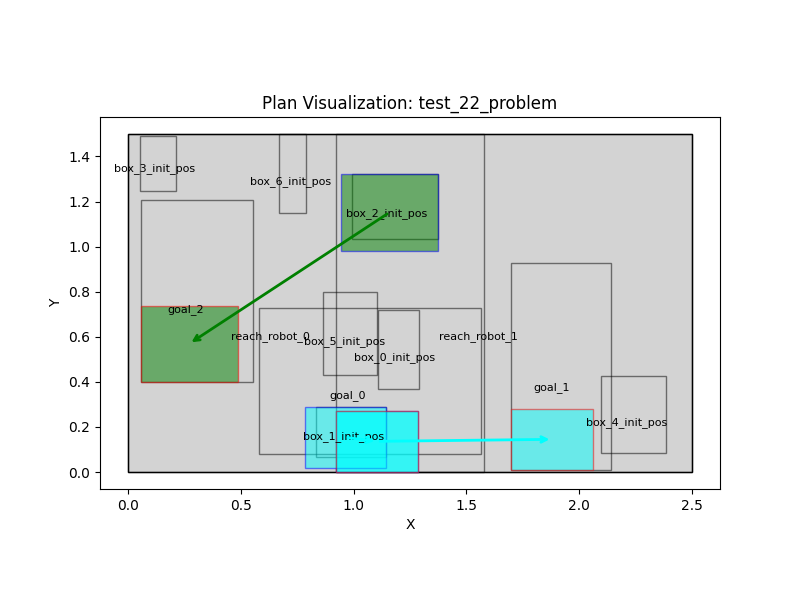 Plan Visualization: test_22_problem
1.4
1.2
1.0
0.8
0.6
0.4
0.2
0.0
Y
box_3_init_pos
box_6_init_pos
box_2_init_pos
goal_2
reach_robot_0
reach_robot_1
box_5_init_pos
box_0_init_pos
goal_0
goal_1
box_1_init_pos
box_4_init_pos
0.0
0.5
1.0
1.5
2.0
2.5
X